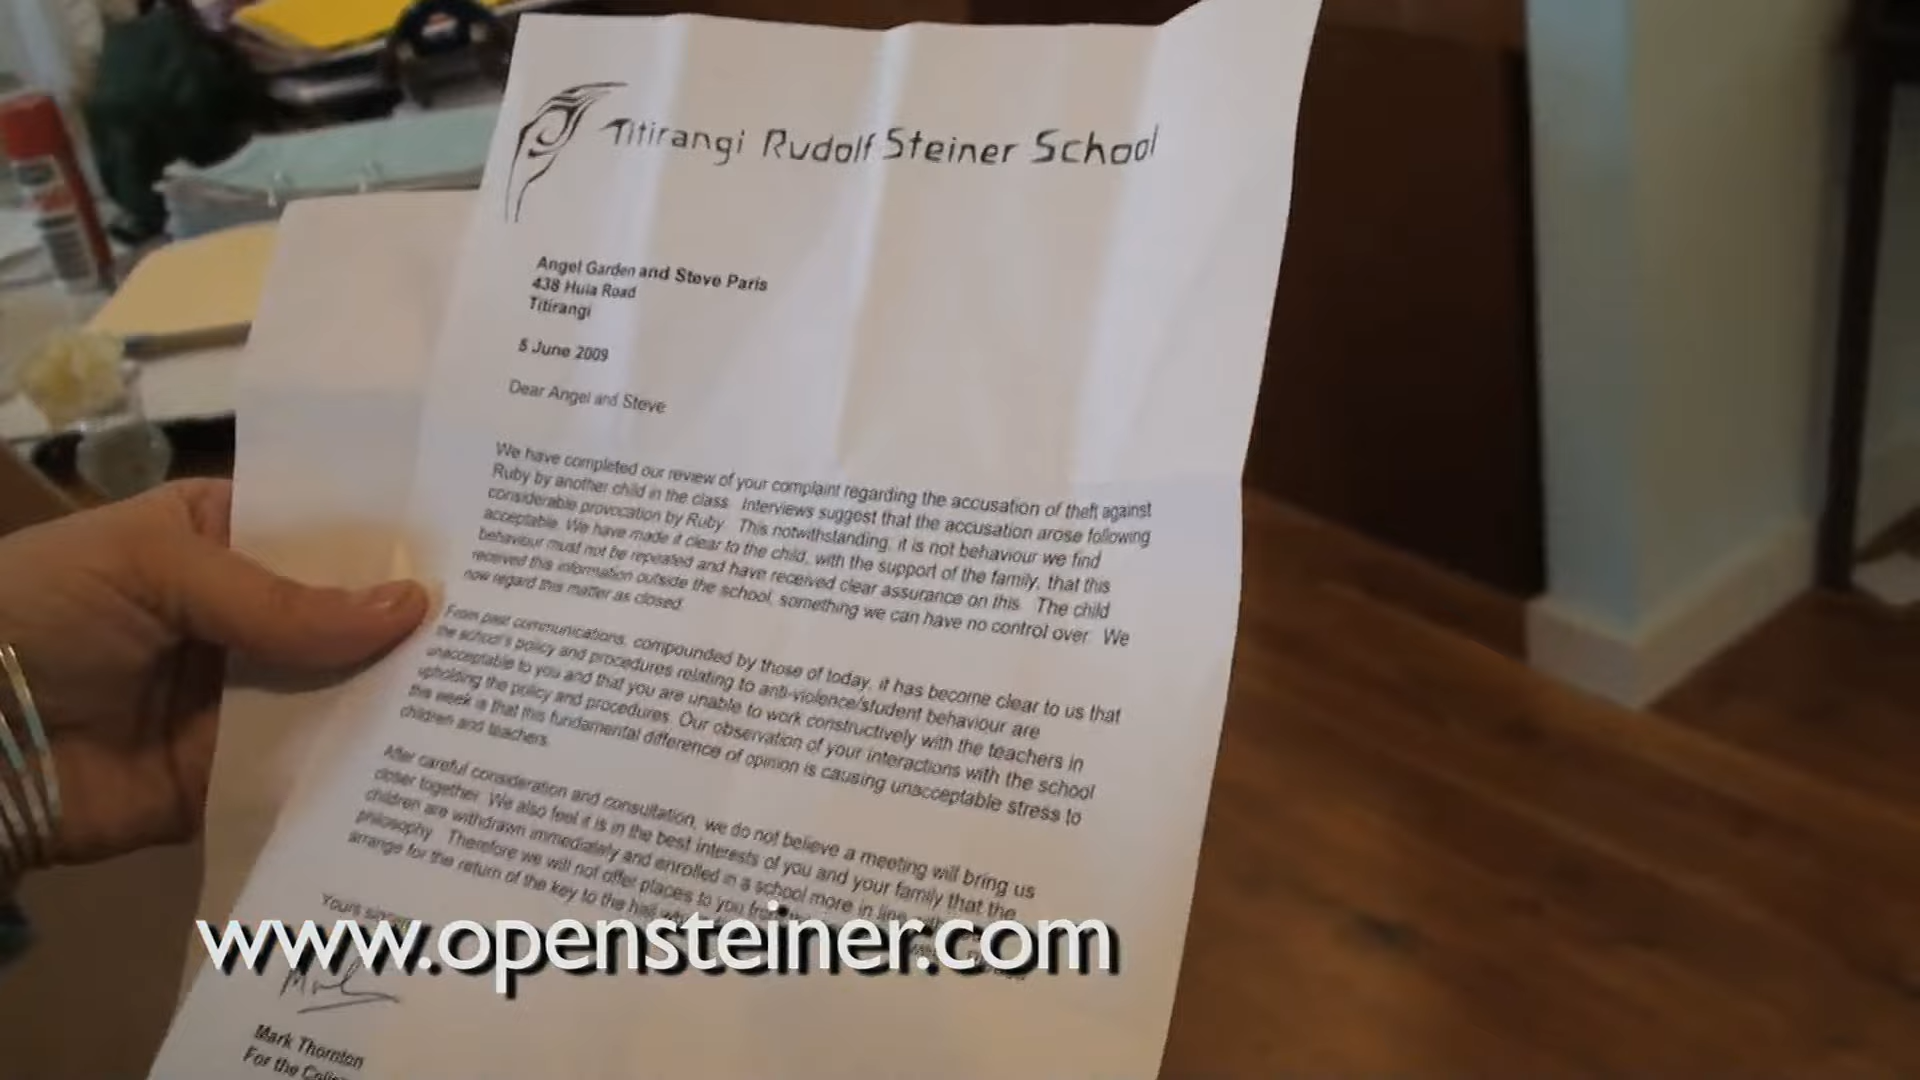 Titirangi Rudolf Steiner School
Angel Garden and Steve Paris
438 Huia Road
Titirangi
5 June 2009
Dear Angel and Steve
We have completed our review of your complaint regarding the accusation of theft against
Ruby by another child in the class. Interviews suggest that the accusation arose following
considerable provocation by Ruby. This notwithstanding, it is not behaviour we find
acceptable. We have made it clear to the child, with the support of the family, that this
behaviour must not be repeated and have received clear assurance on this. The child
received this information outside the school, something we can have no control over. We
now regard this matter as closed.
From past communications, compounded by those of today, it has become clear to us that
the school's policy and procedures relating to anti-violence/student behaviour are
unacceptable to you and that you are unable to work constructively with the teachers in
upholding the policy and procedures. Our observation of your interactions with the school
this week is that this fundamental difference of opinion is causing unacceptable stress to
children and teachers.
After careful consideration and consultation, we do not believe a meeting will bring us
closer together. We also feel it is in the best interests of you and your family that the
children are withdrawn immediately and enrolled in a school more in line with
philosophy. Therefore we will not offer places to you from
arrange for the return of the key to the hall
Yours
www.opensteiner.com
Mark Thornton
For the